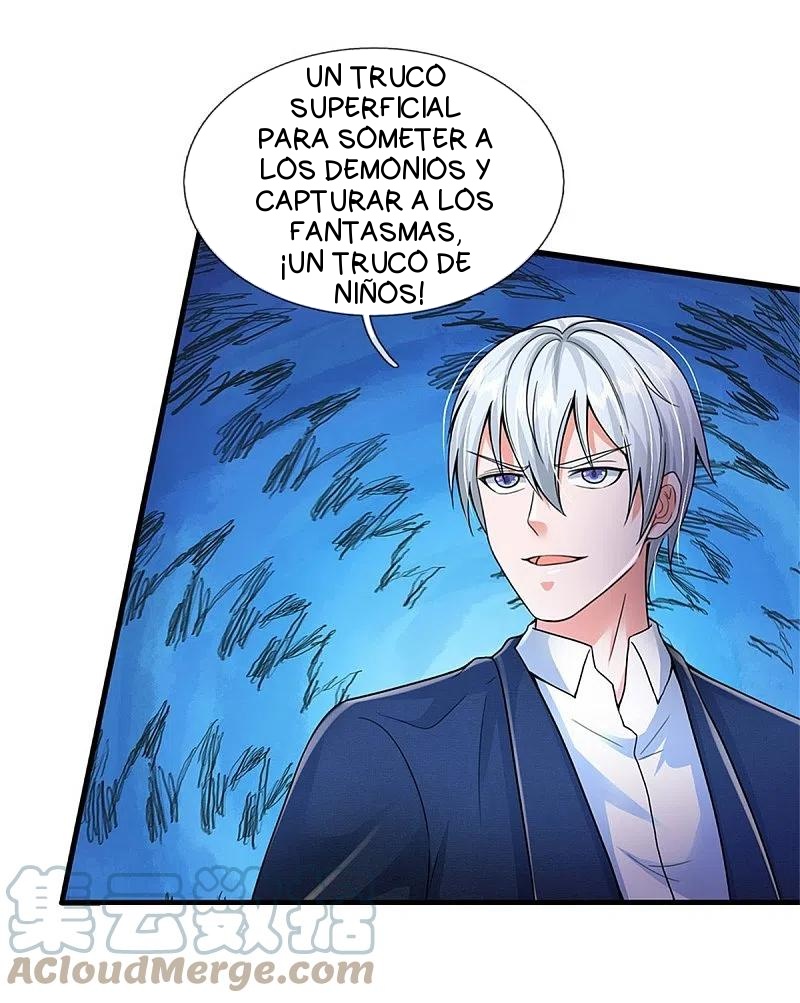 UN TRUCO
SUPERFICIAL
PARA SOMETER A
LOS DEMONIOS Y
CAPTURAR A LOS
FANTASMAS,
¡UN TRUCO DE
NIÑOS!
集云数据
ACloudMerge.com